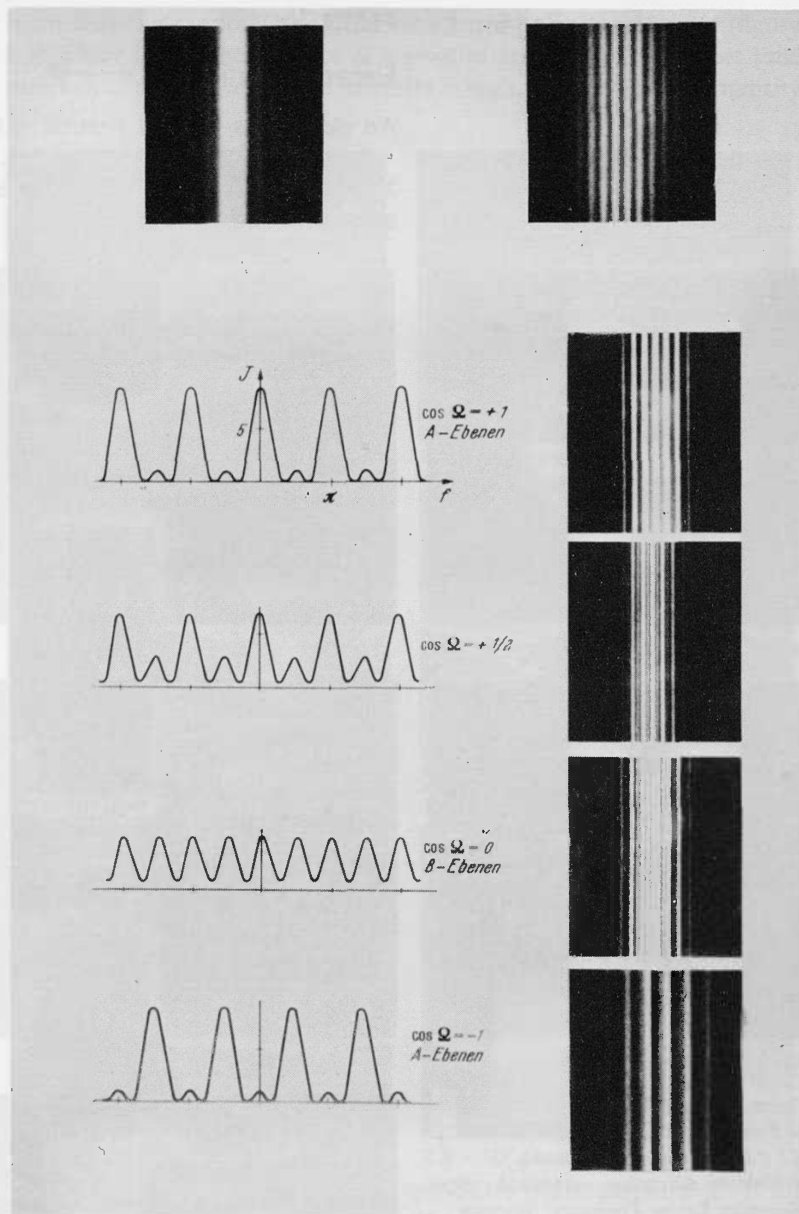 J
cos Ω = +1
5
A-Ebenen
π
f
cos Ω = +1/2
cos Ω = 0
B-Ebenen
cos Ω = -1
A-Ebenen